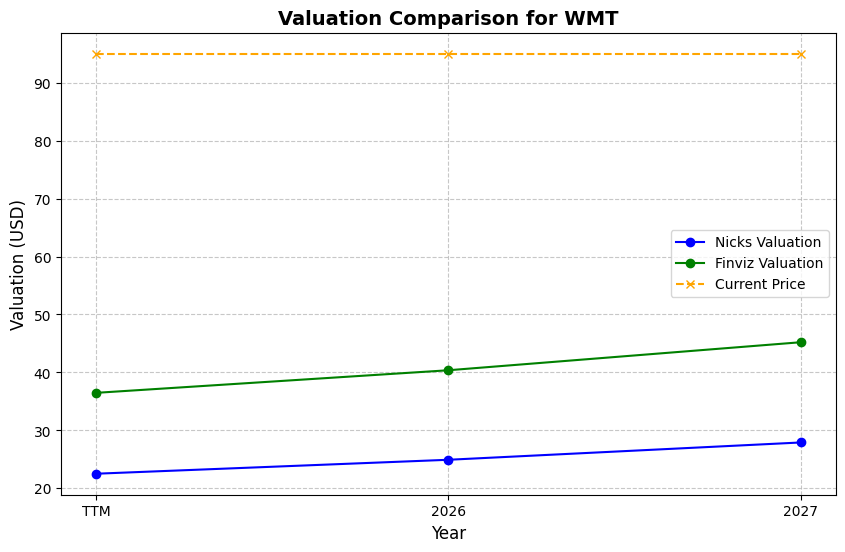 Valuation Comparison for WMT
Valuation (USD)
90
80
70
60
50
40
30
20
Nicks Valuation
Finviz Valuation
Current Price
TTM
2026
2027
Year